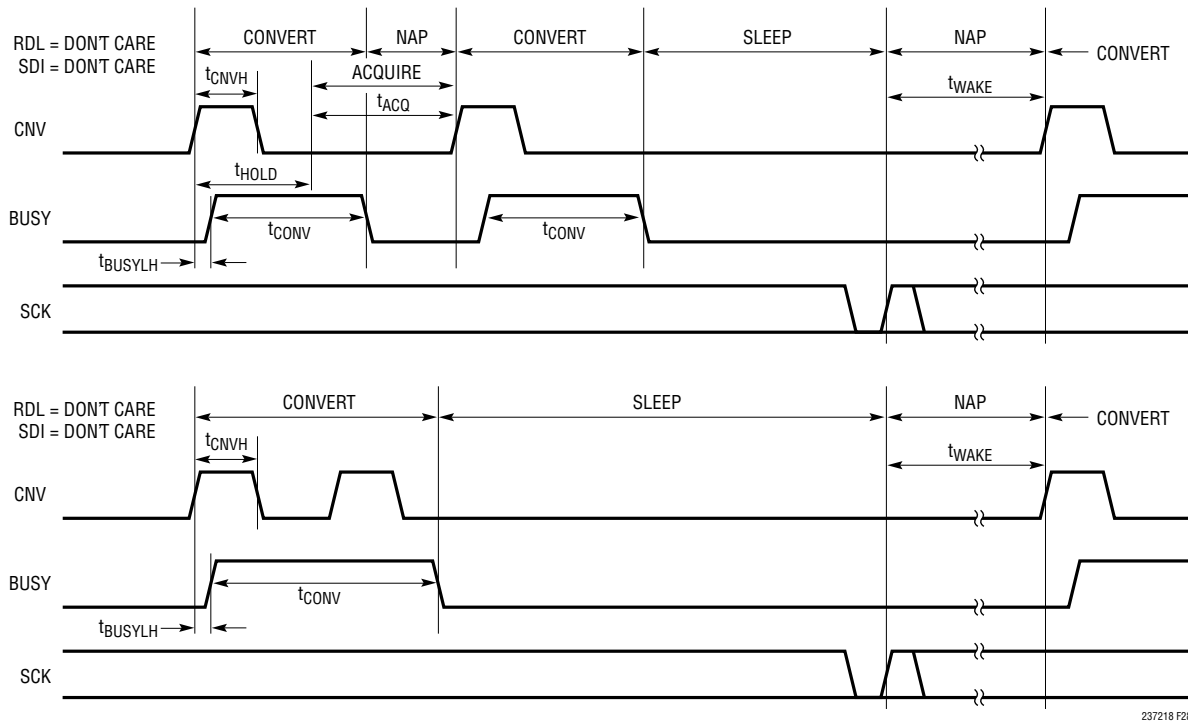 RDL = DON'T CARE
SDI = DON'T CARE
CONVERT NAP CONVERT SLEEP NAP CONVERT
ACQUIRE
tCNVH
tACQ
tWAKE
CNV
tHOLD
BUSY
tCONV tCONV
tBUSYLH
SCK
RDL = DON'T CARE
SDI = DON'T CARE
CONVERT SLEEP NAP CONVERT
tCNVH
tWAKE
CNV
BUSY
tCONV
tBUSYLH
SCK